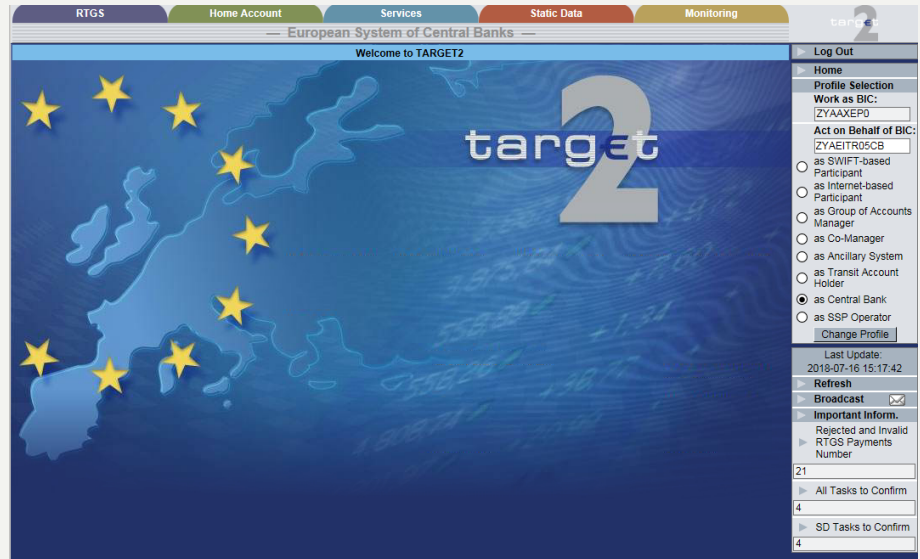 RTGS
Home Account
Services
Static Data
Monitoring
— European System of Central Banks —
Welcome to TARGET2
target
2
target
2
Log Out
Home
Profile Selection
Work as BIC:
ZYAAXEP0
Act on Behalf of BIC:
ZYAEITR05CB
as SWIFT-based
Participant
as Internet-based
Participant
as Group of Accounts
Manager
as Co-Manager
as Ancillary System
as Transit Account
Holder
as Central Bank
as SSP Operator
Change Profile
Last Update:
2018-07-16 15:17:42
Refresh
Broadcast
Important Inform.
Rejected and Invalid
RTGS Payments
Number
21
All Tasks to Confirm
4
SD Tasks to Confirm
4